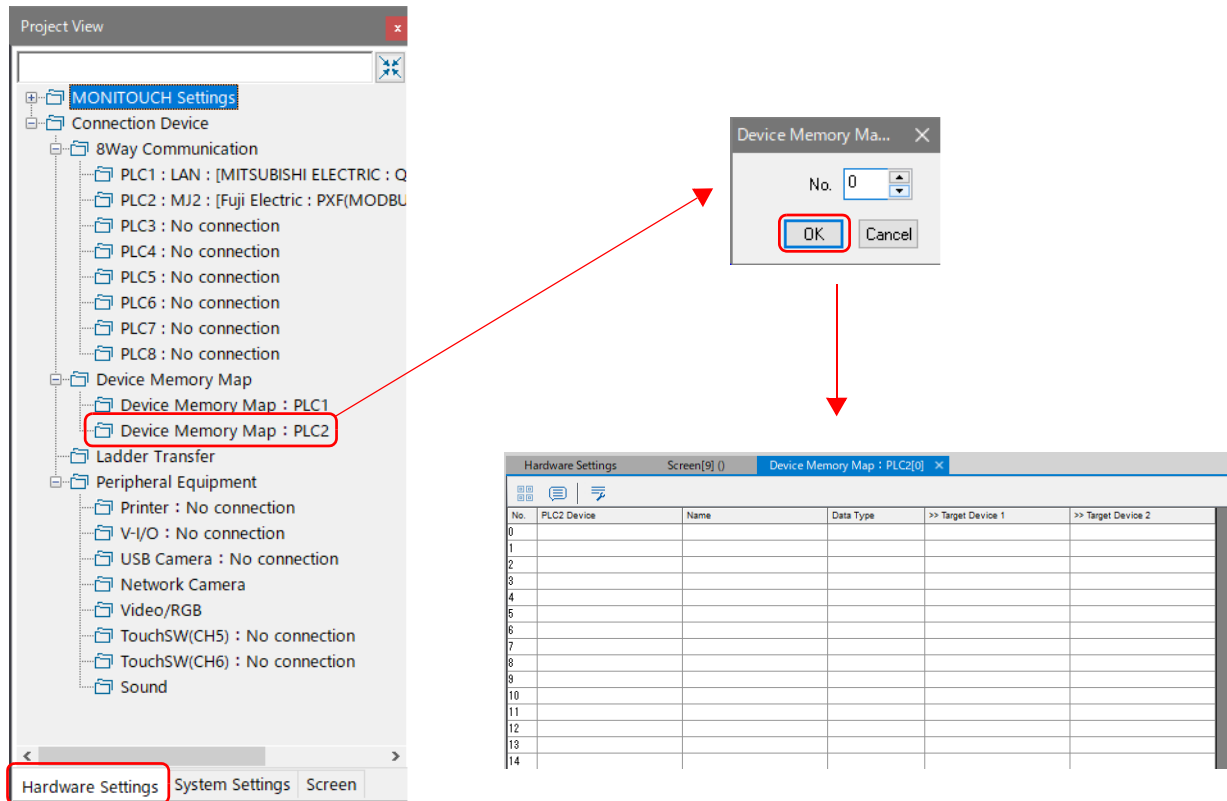 Project View
MONITOUCH Settings
Connection Device
8Way Communication
PLC1 : LAN : [MITSUBISHI ELECTRIC : Q
PLC2 : MJ2 : [Fuji Electric : PXF(MODBU
PLC3 : No connection
PLC4 : No connection
PLC5 : No connection
PLC6 : No connection
PLC7 : No connection
PLC8 : No connection
Device Memory Map
Device Memory Map：PLC1
Device Memory Map：PLC2
Ladder Transfer
Peripheral Equipment
Printer：No connection
V-I/O：No connection
USB Camera：No connection
Network Camera
Video/RGB
TouchSW(CH5)：No connection
TouchSW(CH6)：No connection
Sound
Hardware Settings System Settings Screen
Device Memory Ma...
No. 0
OK Cancel
Hardware Settings Screen[9] () Device Memory Map：PLC2[0]
No. PLC2 Device Name Data Type >> Target Device 1 >> Target Device 2
0
1
2
3
4
5
6
7
8
9
10
11
12
13
14